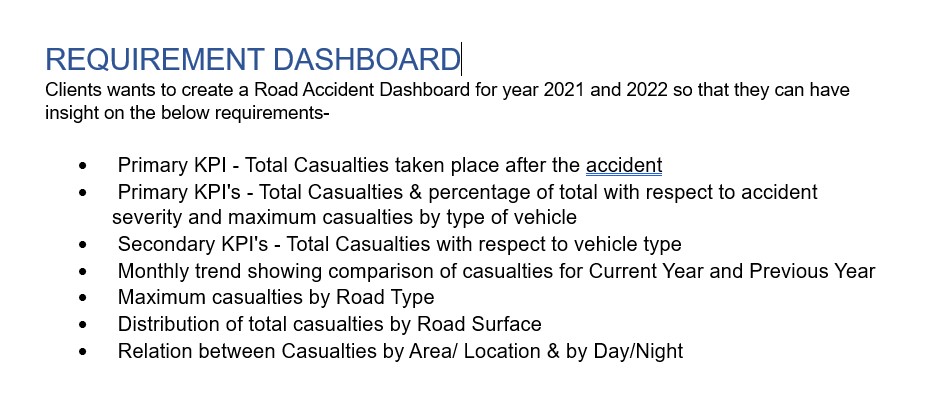 REQUIREMENT DASHBOARD
Clients wants to create a Road Accident Dashboard for year 2021 and 2022 so that they can have
insight on the below requirements-
• Primary KPI - Total Casualties taken place after the accident
• Primary KPI's - Total Casualties & percentage of total with respect to accident
severity and maximum casualties by type of vehicle
• Secondary KPI's - Total Casualties with respect to vehicle type
• Monthly trend showing comparison of casualties for Current Year and Previous Year
• Maximum casualties by Road Type
• Distribution of total casualties by Road Surface
• Relation between Casualties by Area/ Location & by Day/Night